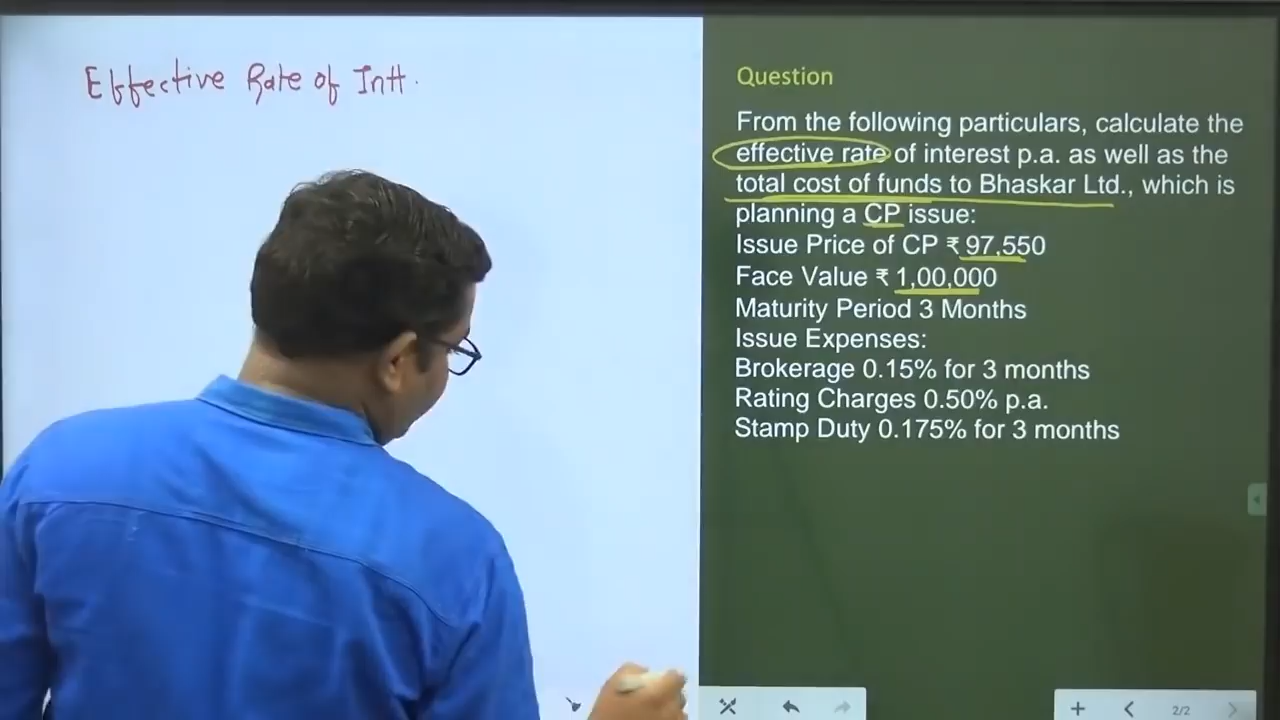 Effective Rate of Intt.
Question
From the following particulars, calculate the
effective rate of interest p.a. as well as the
total cost of funds to Bhaskar Ltd., which is
planning a CP issue:
Issue Price of CP ₹ 97,550
Face Value ₹ 1,00,000
Maturity Period 3 Months
Issue Expenses:
Brokerage 0.15% for 3 months
Rating Charges 0.50% p.a.
Stamp Duty 0.175% for 3 months
2/2